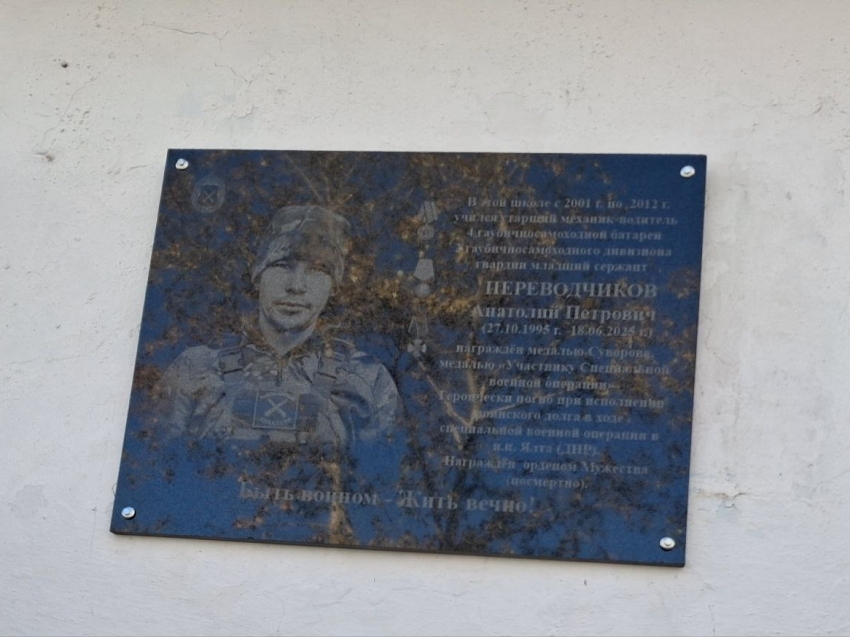 В этой школе с 2001 г. по 2012 г.
учился старший механик-водитель
4 гаубичносамоходной батареи
гаубичносамоходного дивизиона
гвардии младший сержант
ПЕРЕВОДЧИКОВ
Анатолий Петрович
(27.10.1995 г. - 18.06.2025 г.)
награждён медалью Суворова,
медалью «Участнику Специальной
военной операции»
Героически погиб при исполнении
воинского долга в ходе
специальной военной операции в
н.п. Ялта (ДНР).
Награждён орденом Мужества
(посмертно).
Быть воином - Жить вечно!